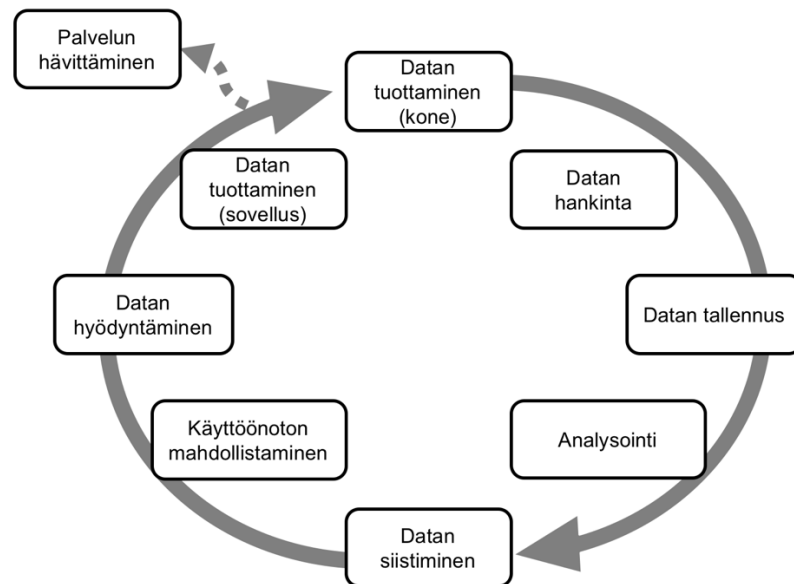 Palvelun
hävittäminen
Datan
tuottaminen
(kone)
Datan
hankinta
Datan tallennus
Analysointi
Datan
siistiminen
Käyttöönoton
mahdollistaminen
Datan
hyödyntäminen
Datan
tuottaminen
(sovellus)